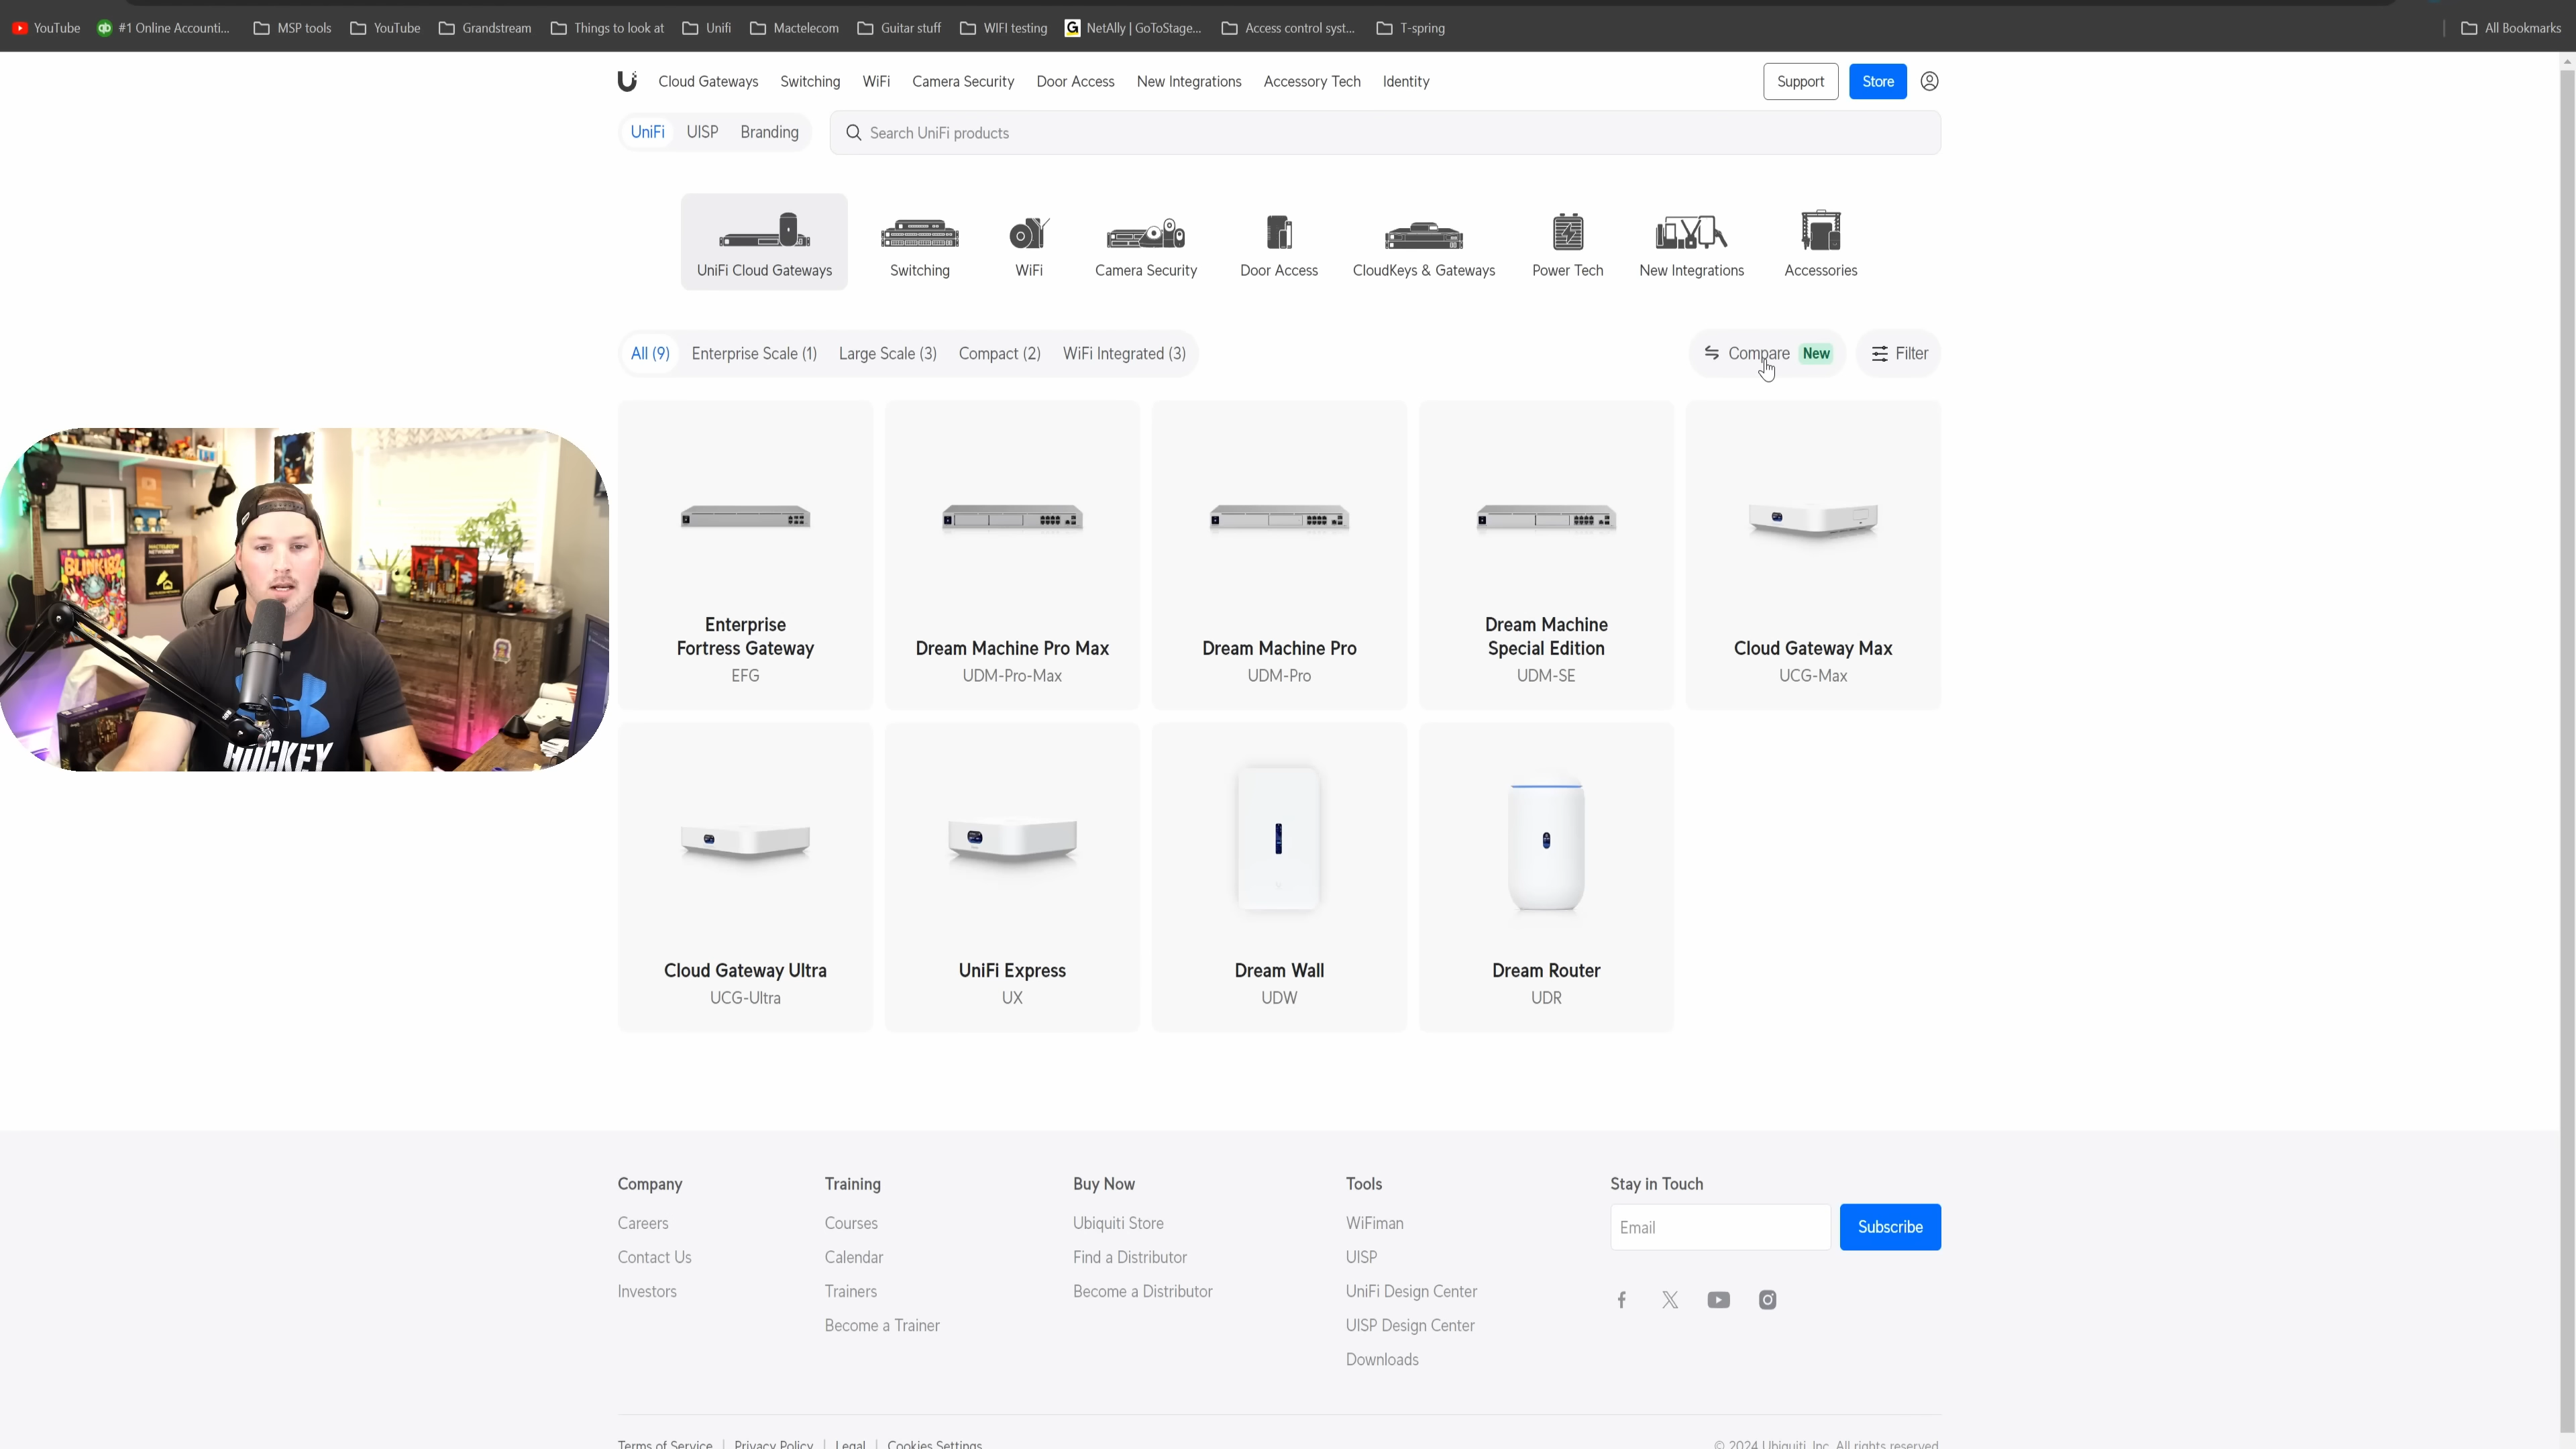 YouTube
#1 Online Accounti...
MSP tools
YouTube
Grandstream
Things to look at
Unifi
Mactelecom
Guitar stuff
WIFI testing
NetAlly | GoToStage...
Access control syst...
T-spring
All Bookmarks
Cloud Gateways
Switching
WiFi
Camera Security
Door Access
New Integrations
Accessory Tech
Identity
Support
Store
UniFi
UISP
Branding
Search UniFi products
UniFi Cloud Gateways
Switching
WiFi
Camera Security
Door Access
CloudKeys & Gateways
Power Tech
New Integrations
Accessories
All (9)
Enterprise Scale (1)
Large Scale (3)
Compact (2)
WiFi Integrated (3)
Compare New
Filter
Enterprise
Fortress Gateway
EFG
Dream Machine Pro Max
UDM-Pro-Max
Dream Machine Pro
UDM-Pro
Dream Machine
Special Edition
UDM-SE
Cloud Gateway Max
UCG-Max
BLINK-182
HOCKEY
Cloud Gateway Ultra
UCG-Ultra
UniFi Express
UX
Dream Wall
UDW
Dream Router
UDR
Company
Careers
Contact Us
Investors
Training
Courses
Calendar
Trainers
Become a Trainer
Buy Now
Ubiquiti Store
Find a Distributor
Become a Distributor
Tools
WiFiman
UISP
UniFi Design Center
UISP Design Center
Downloads
Stay in Touch
Email
Subscribe
Terms of Service | Privacy Policy | Legal | Cookies Settings
© 2024 Ubiquiti, Inc. All rights reserved.